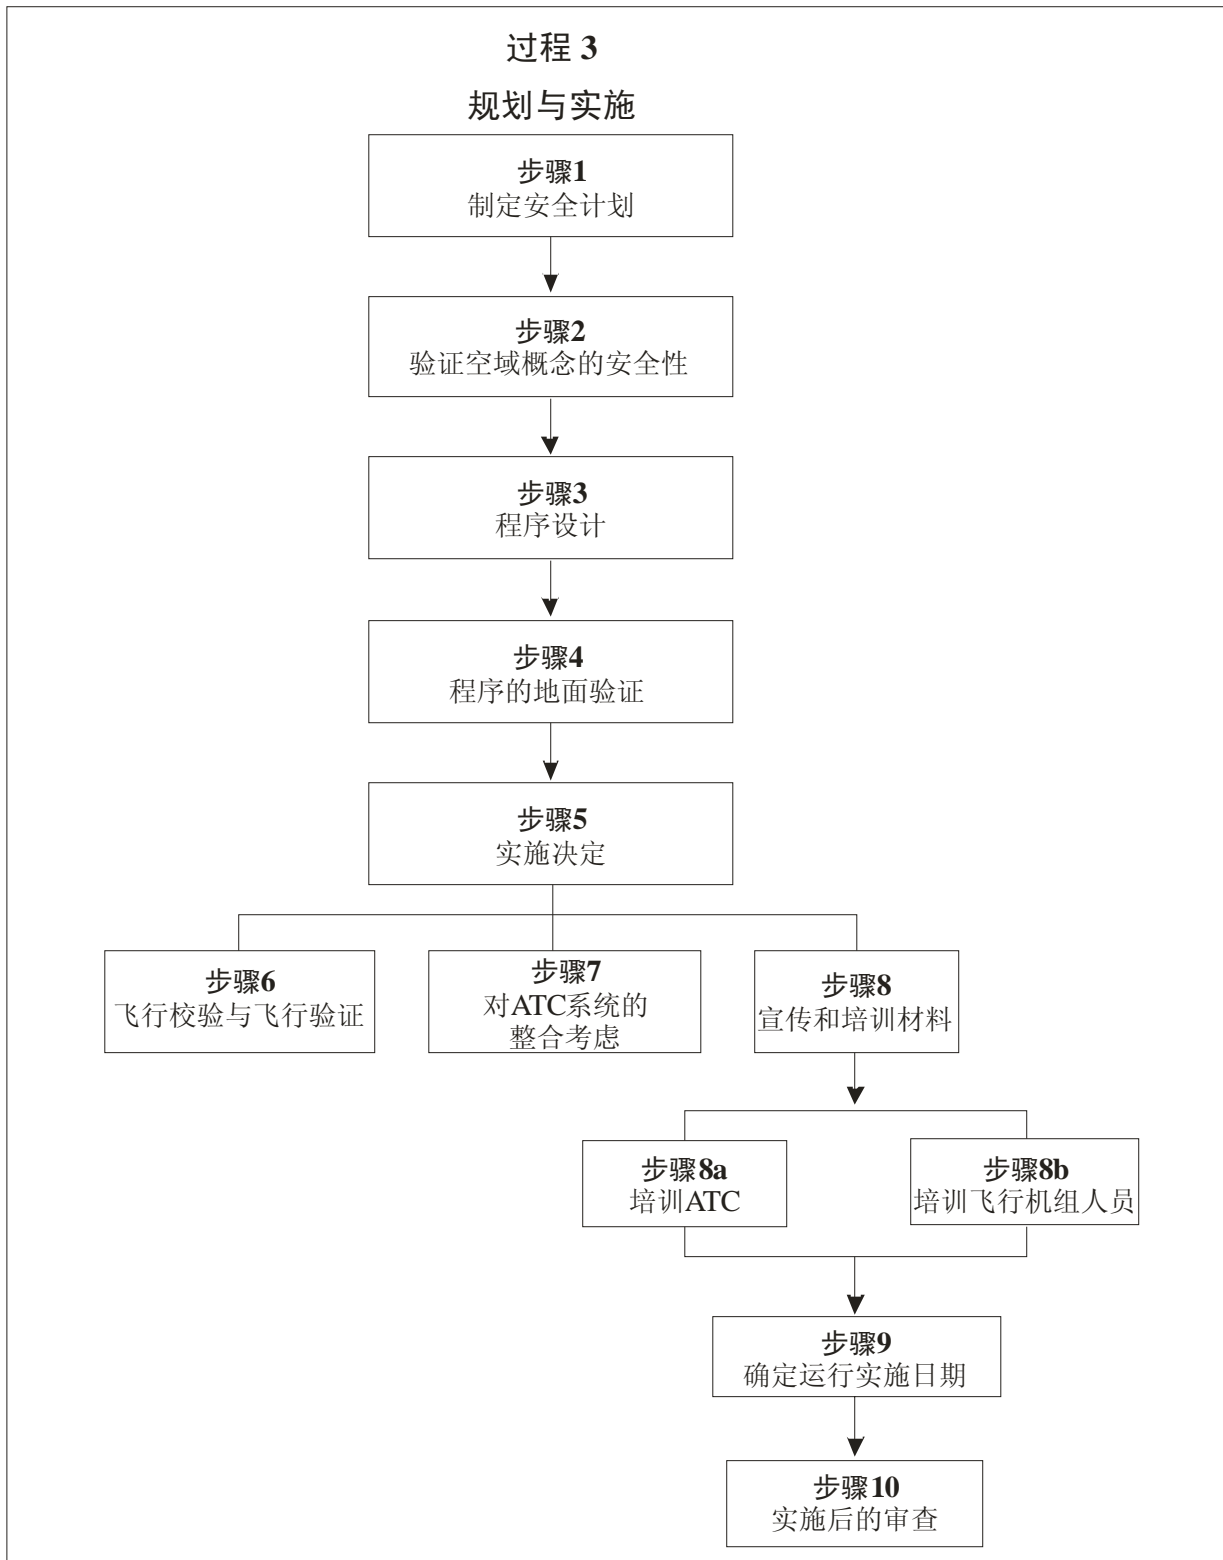 过程 3
规划与实施
步骤1
制定安全计划
步骤2
验证空域概念的安全性
步骤3
程序设计
步骤4
程序的地面验证
步骤5
实施决定
步骤6
飞行校验与飞行验证
步骤7
对ATC系统的
整合考虑
步骤8
宣传和培训材料
步骤8a
培训ATC
步骤8b
培训飞行机组人员
步骤9
确定运行实施日期
步骤10
实施后的审查